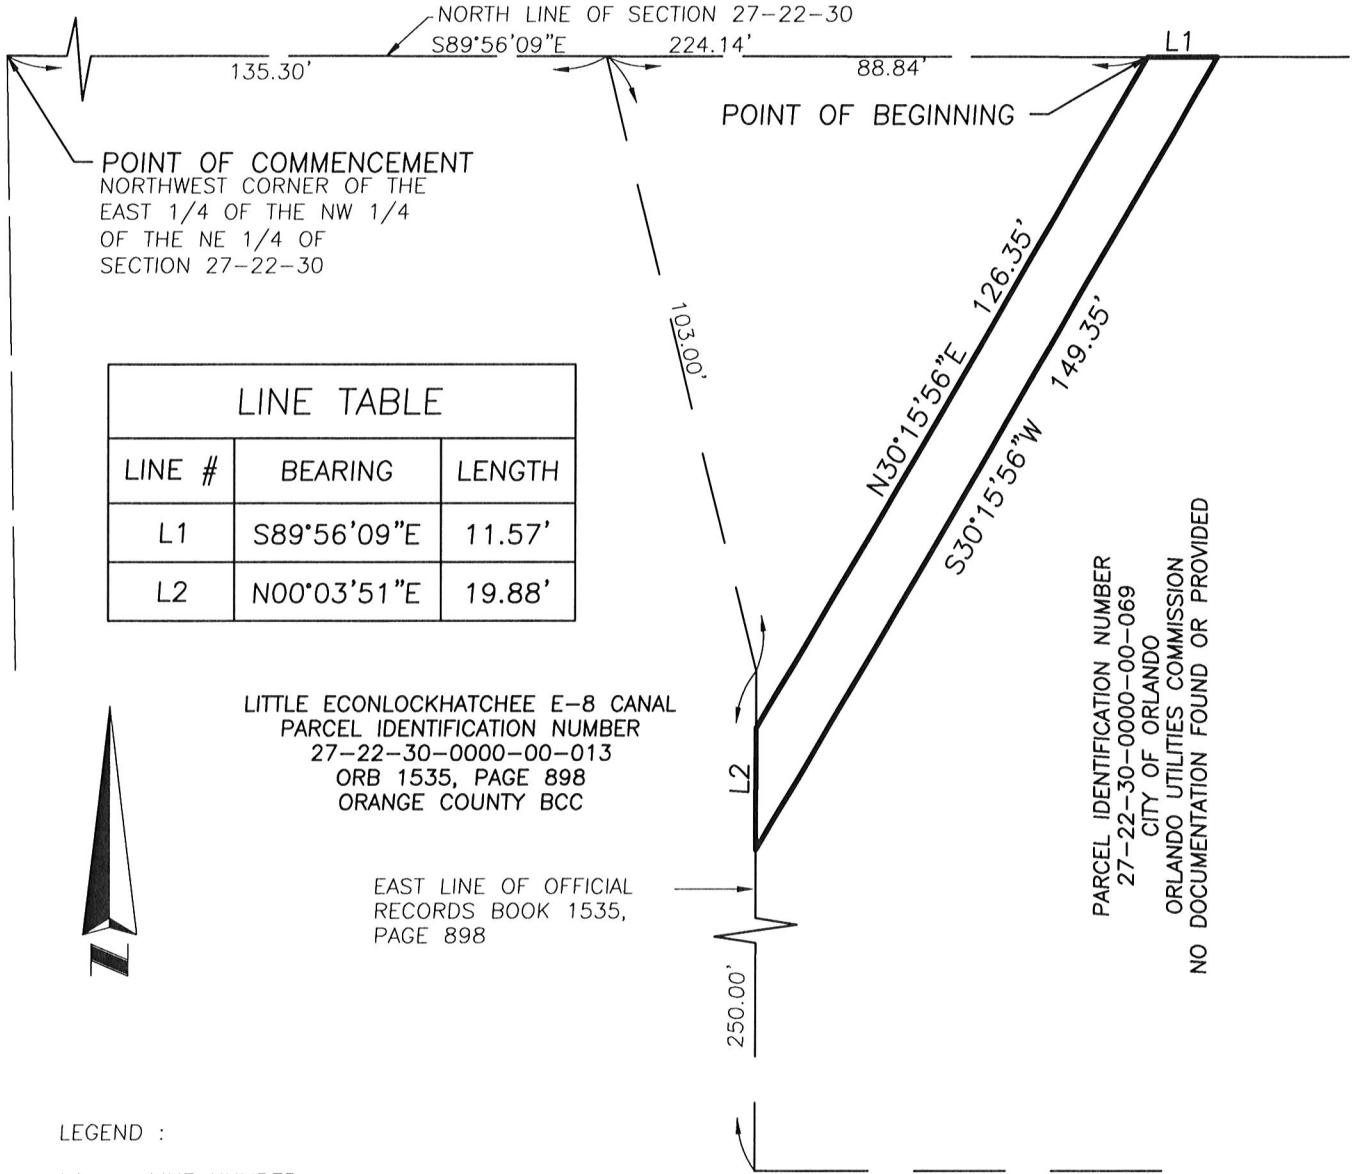 NORTH LINE OF SECTION 27-22-30
S89°56'09"E 224.14'
L1
135.30'
88.84'
POINT OF BEGINNING
POINT OF COMMENCEMENT
NORTHWEST CORNER OF THE
EAST 1/4 OF THE NW 1/4
OF THE NE 1/4 OF
SECTION 27-22-30
103.00'
N30°15'56"E 126.35'
S30°15'56"W 149.35'
LINE TABLE
LINE # BEARING LENGTH
L1 S89°56'09"E 11.57'
L2 N00°03'51"E 19.88'
LITTLE ECONLOCKHATCHEE E-8 CANAL
PARCEL IDENTIFICATION NUMBER
27-22-30-0000-00-013
ORB 1535, PAGE 898
ORANGE COUNTY BCC
L2
PARCEL IDENTIFICATION NUMBER
27-22-30-0000-00-069
CITY OF ORLANDO
ORLANDO UTILITIES COMMISSION
NO DOCUMENTATION FOUND OR PROVIDED
EAST LINE OF OFFICIAL
RECORDS BOOK 1535,
PAGE 898
N
250.00'
LEGEND :